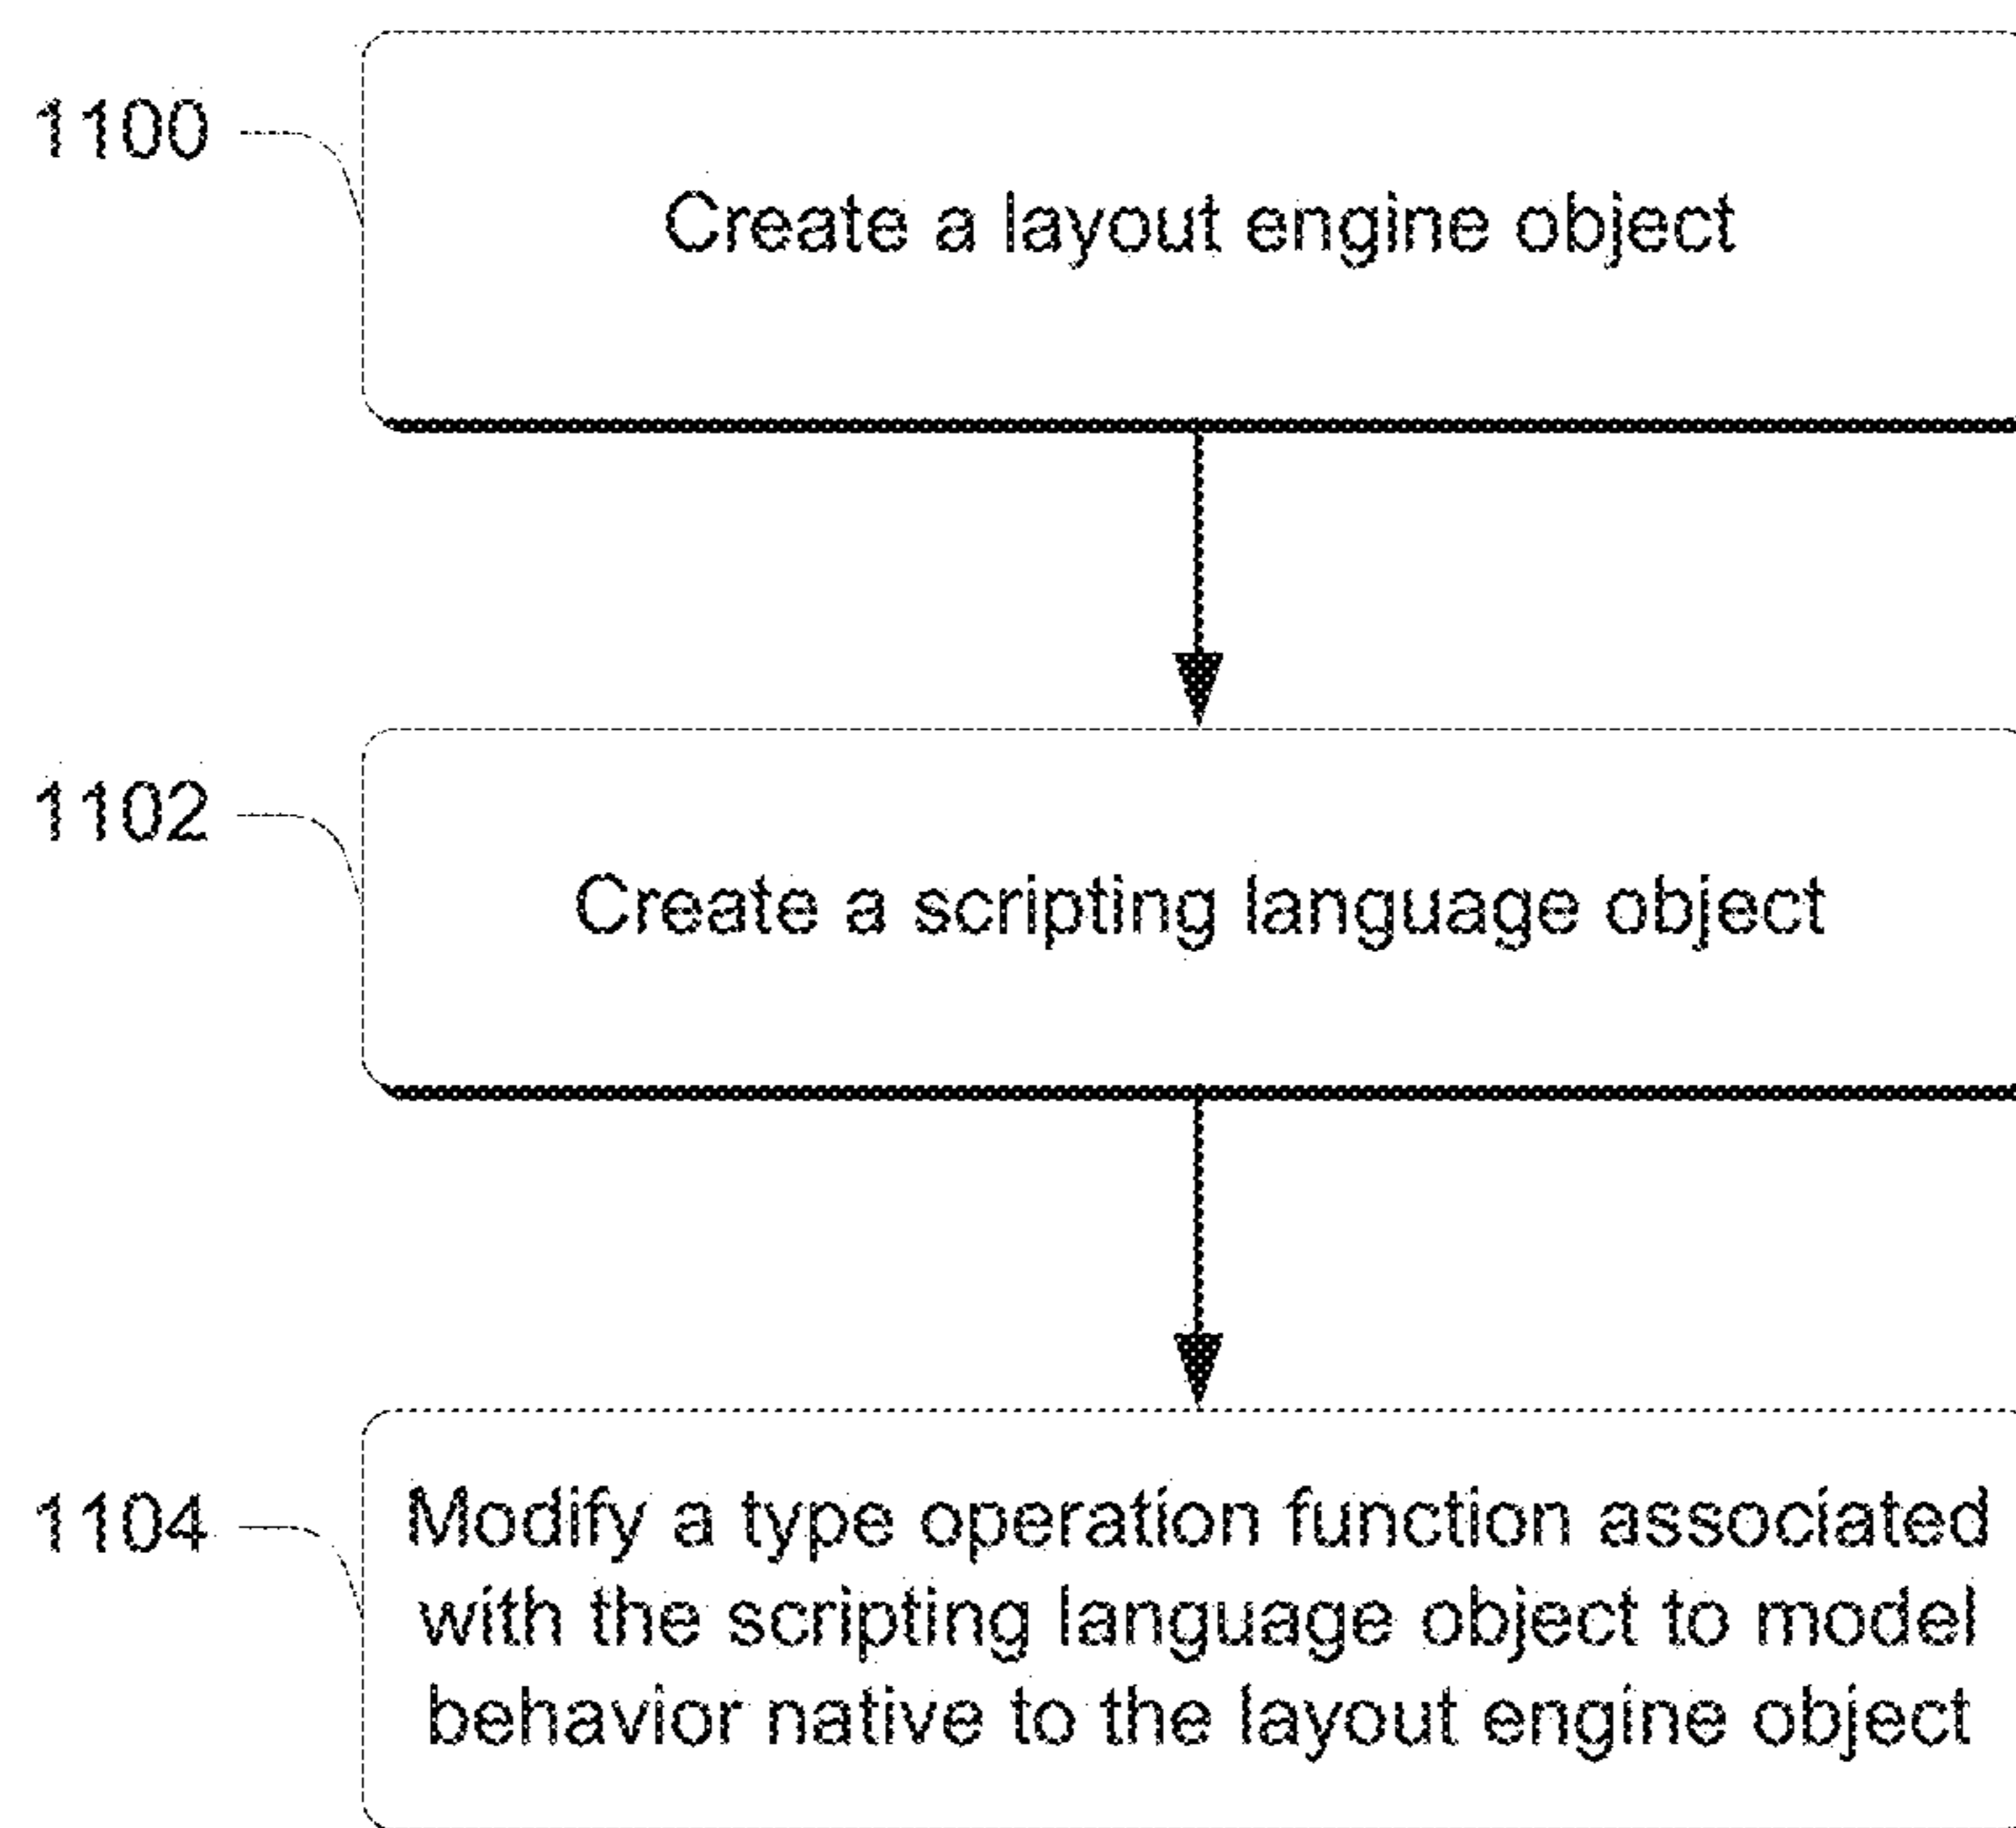 1100
Create a layout engine object
1102
Create a scripting language object
1104
Modify a type operation function associated
with the scripting language object to model
behavior native to the layout engine object